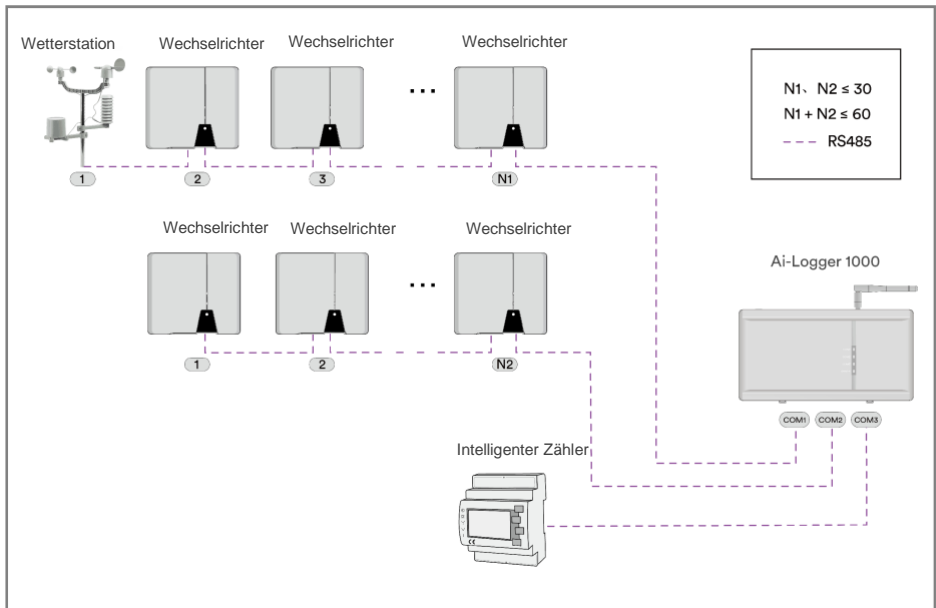 Wetterstation
Wechselrichter
Wechselrichter
Wechselrichter
...
1
2
3
N1
N1、 N2 ≤ 30
N1 + N2 ≤ 60
RS485
Wechselrichter
Wechselrichter
Wechselrichter
...
1
2
N2
Ai-Logger 1000
COM1
COM2
COM3
Intelligenter Zähler
CE